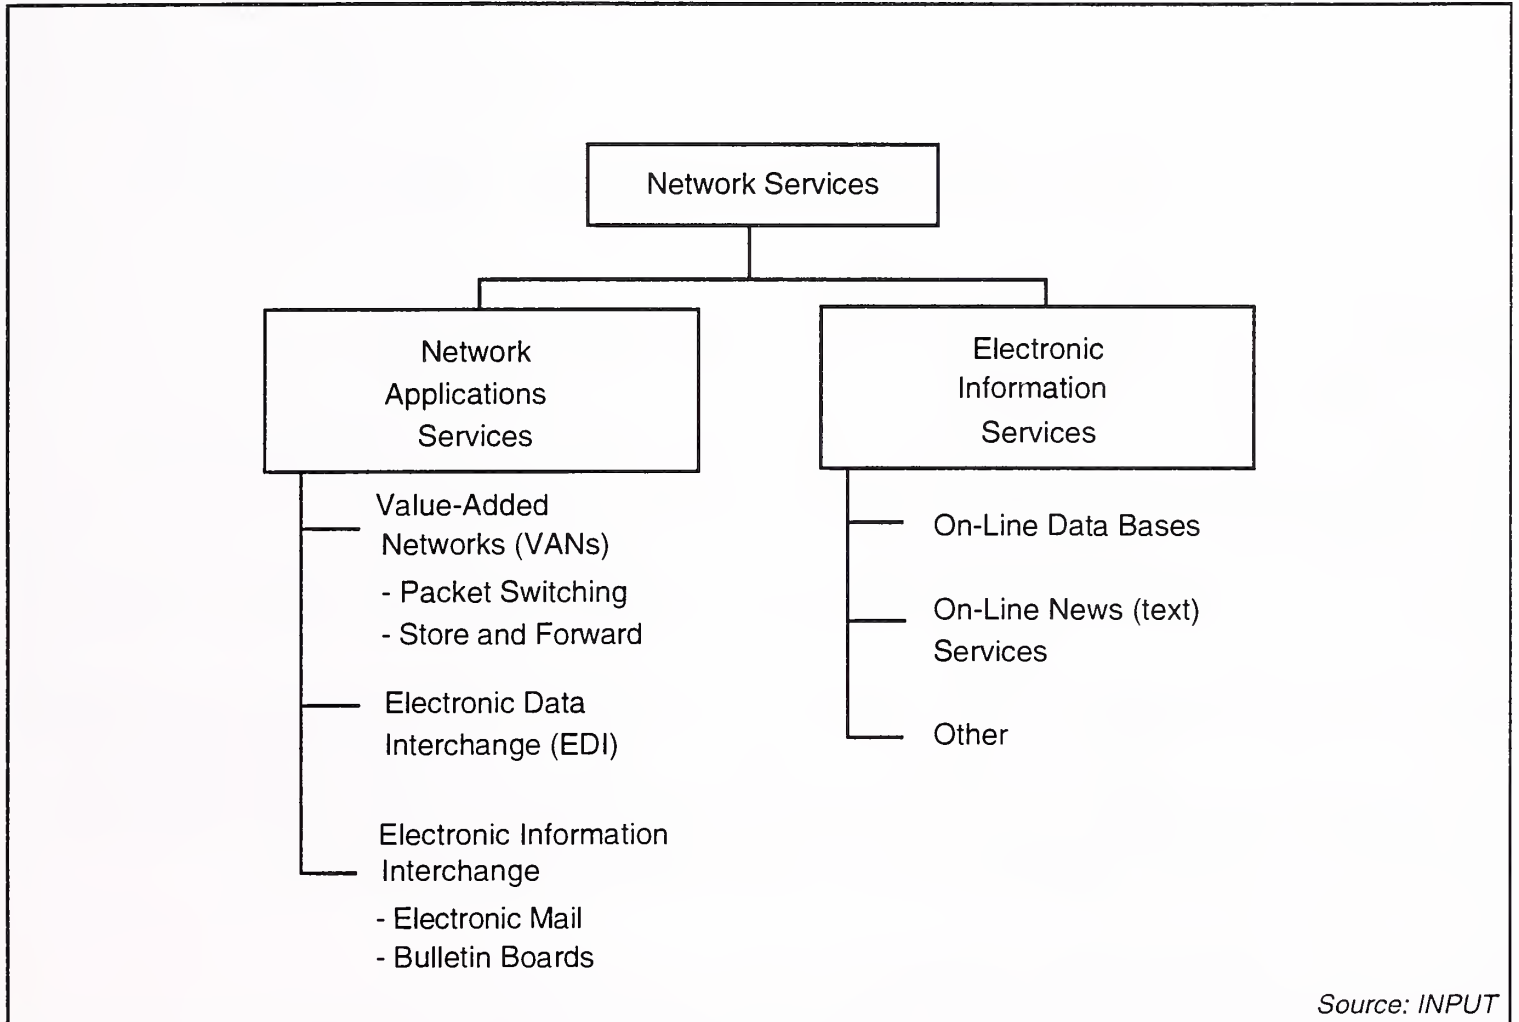 Network Services
Network
Applications
Services
Value-Added
Networks (VANs)
- Packet Switching
- Store and Forward
Electronic Data
Interchange (EDI)
Electronic Information
Interchange
- Electronic Mail
- Bulletin Boards
Electronic
Information
Services
On-Line Data Bases
On-Line News (text)
Services
Other
Source: INPUT